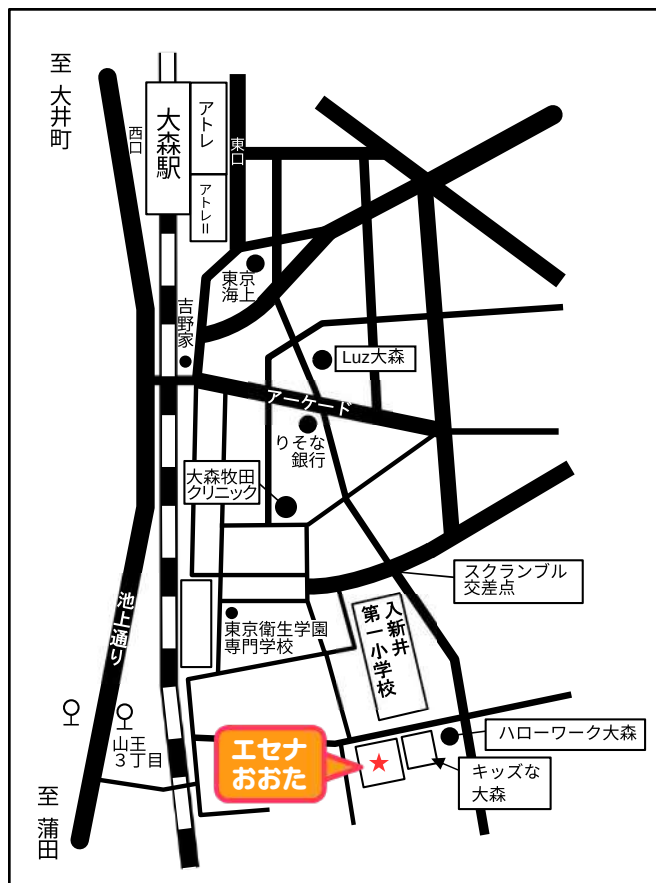 至 大井町
西口
大森駅
アトレ
アトレⅡ
東口
東京
海上
吉野家
Luz大森
アーケード
りそな
銀行
大森牧田
クリニック
スクランブル
交差点
池上通り
東京衛生学園
専門学校
入新井
第一小学校
山王
３丁目
ハローワーク大森
エセナ
おおた
キッズな
大森
至 蒲田